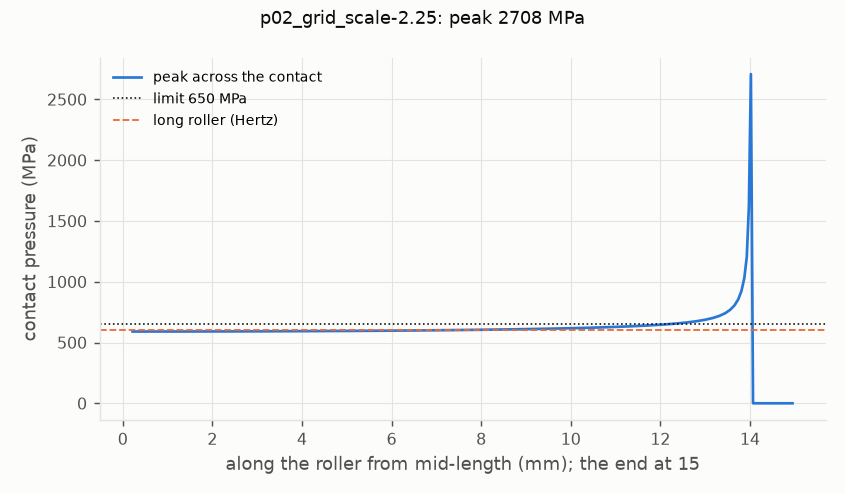 p02_grid_scale-2.25: peak 2708 MPa
peak across the contact
limit 650 MPa
long roller (Hertz)
contact pressure (MPa)
2500
2000
1500
1000
500
0
0 2 4 6 8 10 12 14
along the roller from mid-length (mm); the end at 15